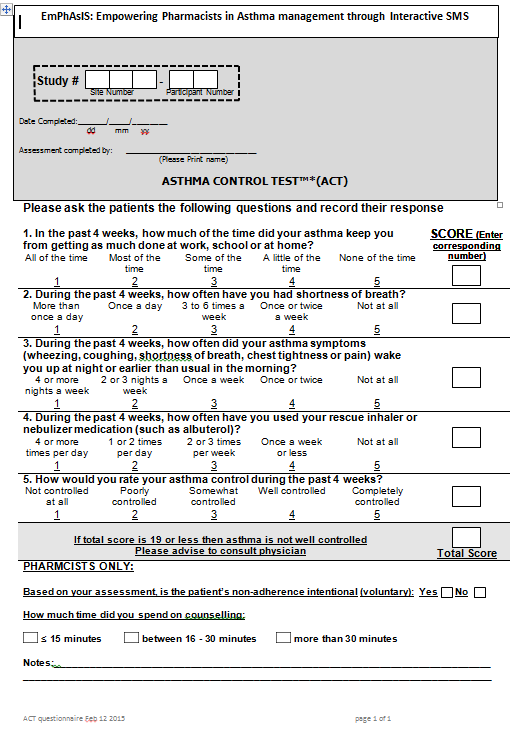 EmPhAsIS: Empowering Pharmacists in Asthma management through Interactive SMS
Study #
-
Site Number Participant Number
Date Completed:______/____/________
dd mm yy
Assessment completed by: ____________________________
(Please Print name)
ASTHMA CONTROL TEST™*(ACT)
Please ask the patients the following questions and record their response
SCORE (Enter corresponding number)
1. In the past 4 weeks, how much of the time did your asthma keep you
from getting as much done at work, school or at home?
All of the time Most of the time Some of the time A little of the time None of the time
1 2 3 4 5
2. During the past 4 weeks, how often have you had shortness of breath?
More than once a day Once a day 3 to 6 times a week Once or twice a week Not at all
1 2 3 4 5
3. During the past 4 weeks, how often did your asthma symptoms
(wheezing, coughing, shortness of breath, chest tightness or pain) wake
you up at night or earlier than usual in the morning?
4 or more nights a week 2 or 3 nights a week Once a week Once or twice Not at all
1 2 3 4 5
4. During the past 4 weeks, how often have you used your rescue inhaler or
nebulizer medication (such as albuterol)?
4 or more times per day 1 or 2 times per day 2 or 3 times per week Once a week or less Not at all
1 2 3 4 5
5. How would you rate your asthma control during the past 4 weeks?
Not controlled at all Poorly controlled Somewhat controlled Well controlled Completely controlled
1 2 3 4 5
If total score is 19 or less then asthma is not well controlled
Please advise to consult physician
Total Score
PHARMCISTS ONLY:
Based on your assessment, is the patient's non-adherence intentional (voluntary): Yes No
How much time did you spend on counselling:
≤ 15 minutes between 16 - 30 minutes more than 30 minutes
Notes:
ACT questionnaire Feb 12 2015 page 1 of 1